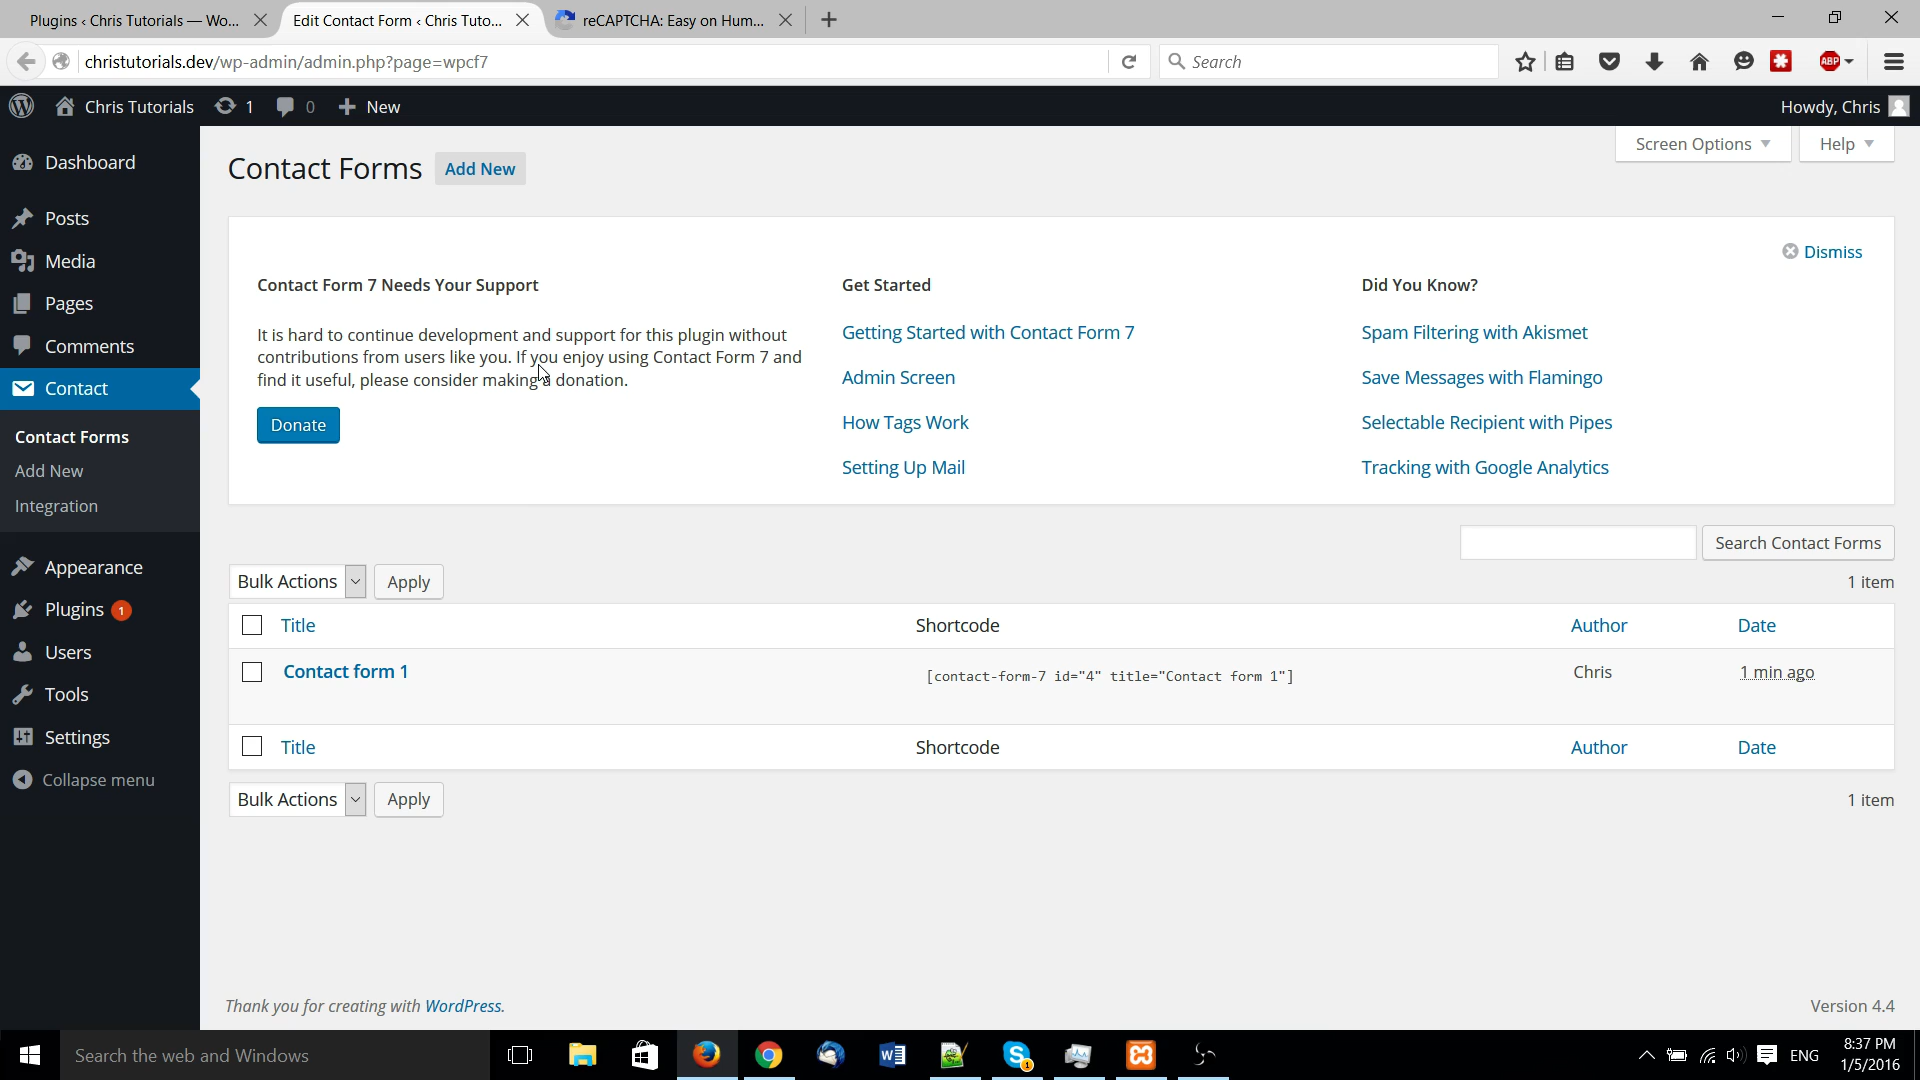 Plugins ‹ Chris Tutorials — Wo...
Edit Contact Form ‹ Chris Tuto...
reCAPTCHA: Easy on Hum...
christutorials.dev/wp-admin/admin.php?page=wpcf7
Search
ABP
Chris Tutorials
1
0
New
Howdy, Chris
Dashboard
Posts
Media
Pages
Comments
Contact
Contact Forms
Add New
Integration
Appearance
Plugins 1
Users
Tools
Settings
Collapse menu
Screen Options
Help
Contact Forms
Add New
Dismiss
Contact Form 7 Needs Your Support
It is hard to continue development and support for this plugin without
contributions from users like you. If you enjoy using Contact Form 7 and
find it useful, please consider making a donation.
Donate
Get Started
Getting Started with Contact Form 7
Admin Screen
How Tags Work
Setting Up Mail
Did You Know?
Spam Filtering with Akismet
Save Messages with Flamingo
Selectable Recipient with Pipes
Tracking with Google Analytics
Search Contact Forms
Bulk Actions
Apply
1 item
Title
Shortcode
Author
Date
Contact form 1
[contact-form-7 id="4" title="Contact form 1"]
Chris
1 min ago
Title
Shortcode
Author
Date
Bulk Actions
Apply
1 item
Thank you for creating with WordPress.
Version 4.4
Search the web and Windows
1
ENG
8:37 PM
1/5/2016